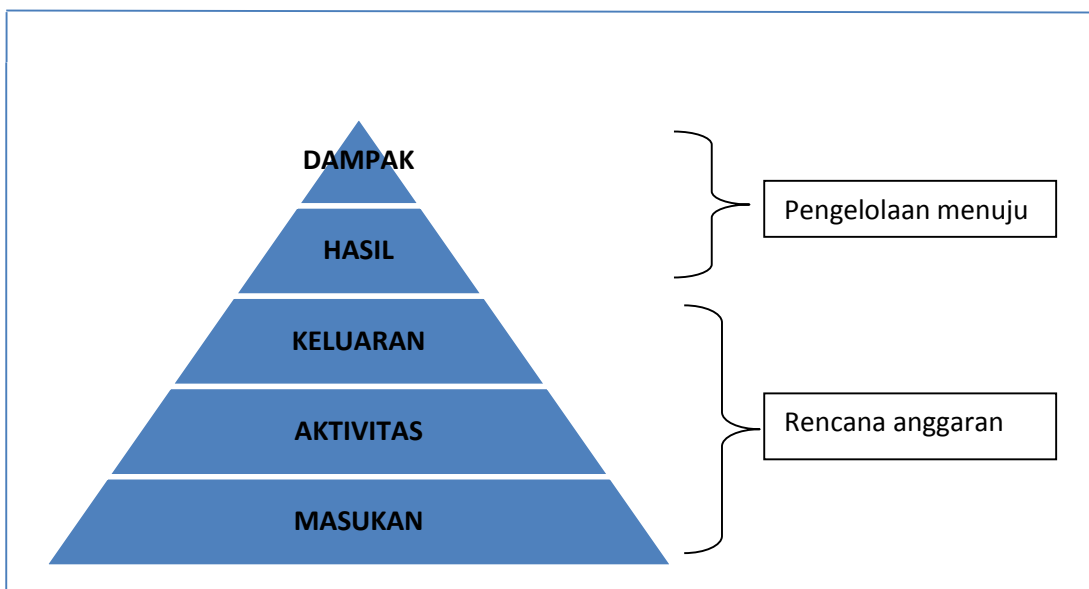 DAMPAK
HASIL
KELUARAN
AKTIVITAS
MASUKAN
Pengelolaan menuju
Rencana anggaran